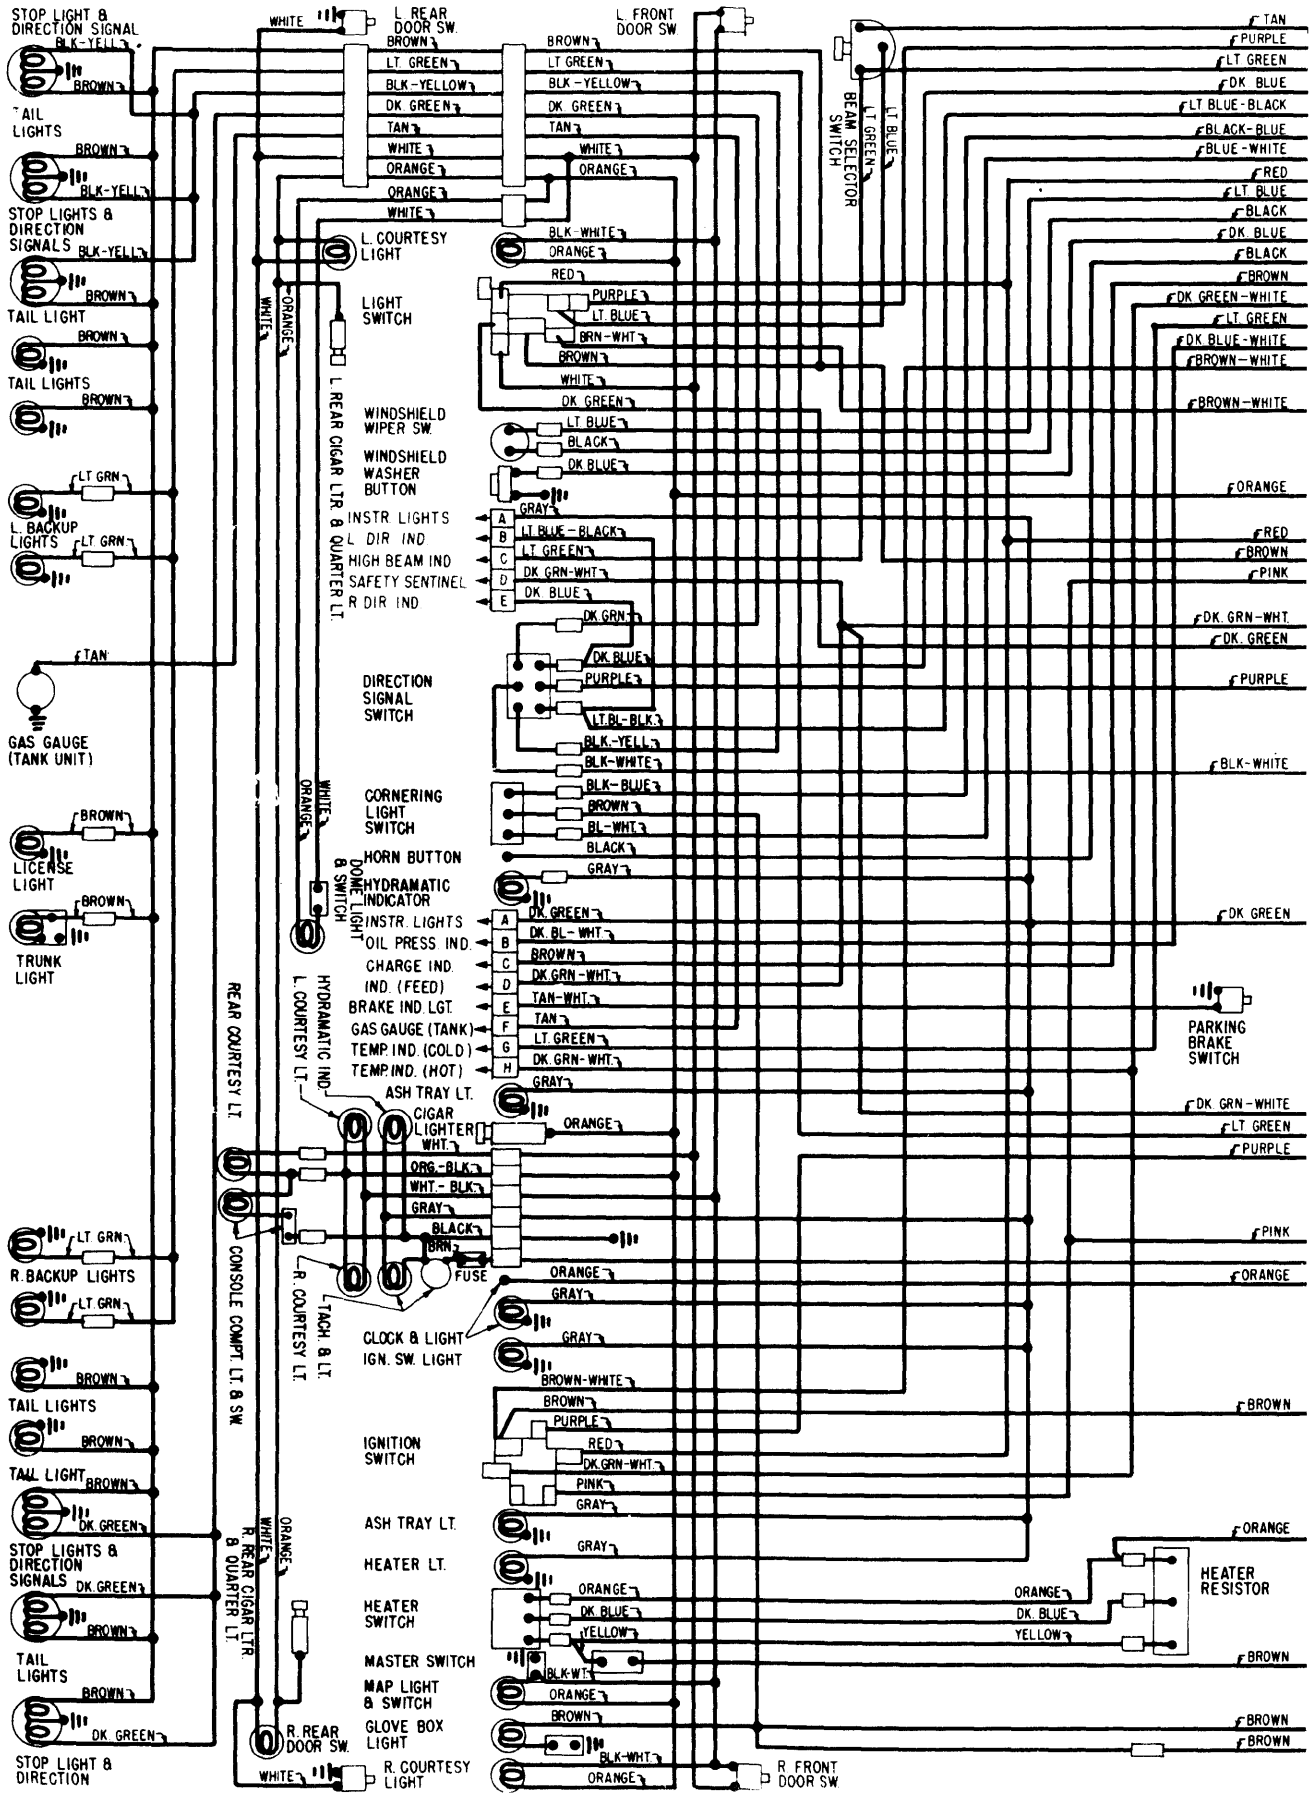 STOP LIGHT &
DIRECTION SIGNAL
BLK-YELL
BROWN
AIL
LIGHTS
BROWN
BLK-YELL
STOP LIGHTS &
DIRECTION
SIGNALS
BLK-YELL
BROWN
TAIL LIGHT
BROWN
TAIL LIGHTS
BROWN
LT GRN
L. BACKUP
LIGHTS
LT GRN
TAN
GAS GAUGE
(TANK UNIT)
BROWN
LICENSE
LIGHT
BROWN
TRUNK
LIGHT
LT. GRN
R. BACKUP LIGHTS
LT. GRN
BROWN
TAIL LIGHTS
BROWN
TAIL LIGHT
BROWN
DK. GREEN
STOP LIGHTS &
DIRECTION
SIGNALS
DK. GREEN
BROWN
TAIL
LIGHTS
BROWN
DK. GREEN
STOP LIGHT &
DIRECTION
WHITE
L. REAR
DOOR SW.
BROWN
LT. GREEN
BLK-YELLOW
DK. GREEN
TAN
WHITE
ORANGE
ORANGE
WHITE
L. COURTESY
LIGHT
WHITE
ORANGE
L. REAR CIGAR LTR. & QUARTER LT.
LIGHT
SWITCH
WINDSHIELD
WIPER SW.
WINDSHIELD
WASHER
BUTTON
INSTR. LIGHTS
L DIR IND
HIGH BEAM IND
SAFETY SENTINEL
R DIR IND.
DIRECTION
SIGNAL
SWITCH
WHITE
ORANGE
CORNERING
LIGHT
SWITCH
HORN BUTTON
DOME LIGHT
& SWITCH
HYDRAMATIC
INDICATOR
INSTR. LIGHTS
OIL PRESS. IND.
CHARGE IND.
IND. (FEED)
BRAKE IND. LGT.
GAS GAUGE (TANK)
TEMP. IND. (COLD)
TEMP. IND. (HOT)
ASH TRAY LT.
CIGAR
LIGHTER
REAR COURTESY LT.
L. COURTESY LT.
HYDRAMATIC IND.
WHT.
ORG.-BLK.
WHT.-BLK.
GRAY
BLACK
BRN
FUSE
CONSOLE COMPT. LT. & SW.
R. COURTESY LT.
TACH. & LT.
CLOCK & LIGHT
IGN. SW. LIGHT
IGNITION
SWITCH
ASH TRAY LT.
HEATER LT.
HEATER
SWITCH
MASTER SWITCH
MAP LIGHT
& SWITCH
GLOVE BOX
LIGHT
R. COURTESY
LIGHT
R. REAR CIGAR LTR.
& QUARTER LT.
WHITE
ORANGE
R. REAR
DOOR SW.
WHITE
L. FRONT
DOOR SW.
BROWN
LT GREEN
BLK-YELLOW
DK. GREEN
TAN
WHITE
ORANGE
BLK-WHITE
ORANGE
RED
PURPLE
LT. BLUE
BRN-WHT
BROWN
WHITE
DK GREEN
LT. BLUE
BLACK
DK. BLUE
GRAY
A
LT. BLUE-BLACK
B
LT. GREEN
C
DK GRN-WHT.
D
DK. BLUE
E
DK. GRN.
DK. BLUE
PURPLE
LT. BL-BLK.
BLK.-YELL.
BLK-WHITE
BLK-BLUE
BROWN
BL-WHT.
BLACK
GRAY
DK. GREEN
A
DK. BL-WHT.
B
BROWN
C
DK. GRN-WHT.
D
TAN-WHT.
E
TAN
F
LT. GREEN
G
DK. GRN-WHT.
H
GRAY
ORANGE
ORANGE
GRAY
GRAY
BROWN-WHITE
BROWN
PURPLE
RED
DK. GRN-WHT.
PINK
GRAY
GRAY
ORANGE
DK. BLUE
YELLOW
BLK-WT.
ORANGE
BROWN
BLK-WHT.
ORANGE
R FRONT
DOOR SW.
BEAM SELECTOR
SWITCH
LT GREEN
LT BLUE
TAN
PURPLE
LT GREEN
DK BLUE
LT BLUE-BLACK
BLACK-BLUE
BLUE-WHITE
RED
LT. BLUE
BLACK
DK. BLUE
BLACK
BROWN
DK GREEN-WHITE
LT. GREEN
DK BLUE-WHITE
BROWN-WHITE
BROWN-WHITE
ORANGE
RED
BROWN
PINK
DK. GRN-WHT.
DK. GREEN
PURPLE
BLK-WHITE
DK GREEN
PARKING
BRAKE
SWITCH
DK. GRN-WHITE
LT GREEN
PURPLE
PINK
ORANGE
BROWN
ORANGE
HEATER
RESISTOR
ORANGE
DK. BLUE
YELLOW
BROWN
BROWN
BROWN